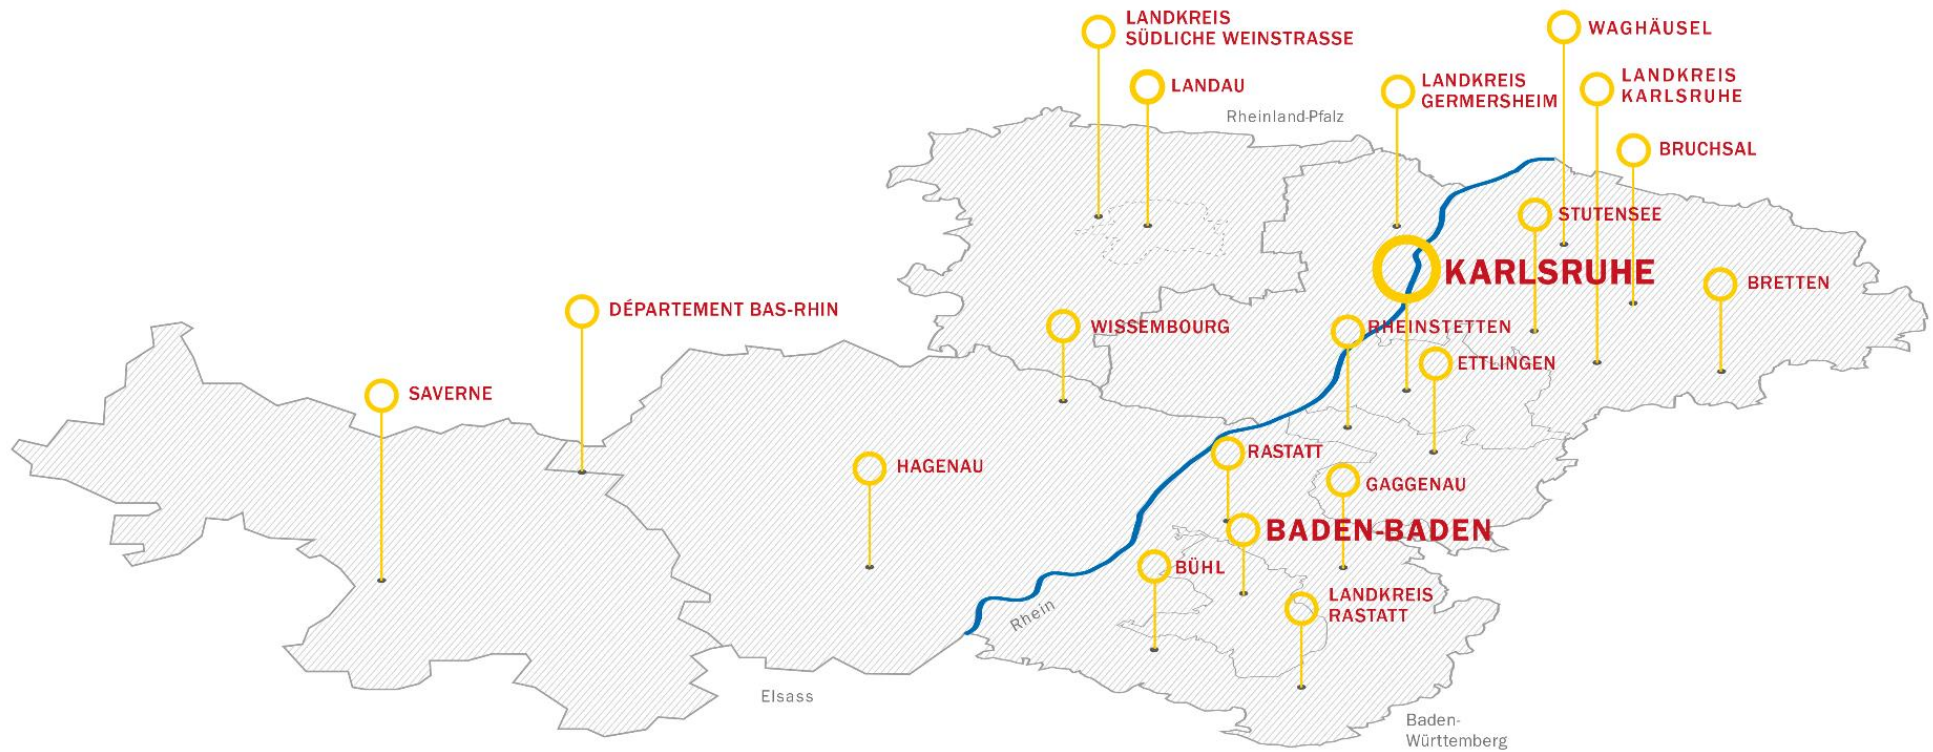 LANDKREIS
SÜDLICHE WEINSTRASSE
WAGHÄUSEL
LANDAU
LANDKREIS
GERMERSHEIM
LANDKREIS
KARLSRUHE
Rheinland-Pfalz
BRUCHSAL
STUTENSEE
KARLSRUHE
BRETTEN
DÉPARTEMENT BAS-RHIN
WISSEMBOURG
RHEINSTETTEN
ETTLINGEN
SAVERNE
HAGENAU
RASTATT
GAGGENAU
BADEN-BADEN
BÜHL
LANDKREIS
RASTATT
Rhein
Elsass
Baden-
Württemberg